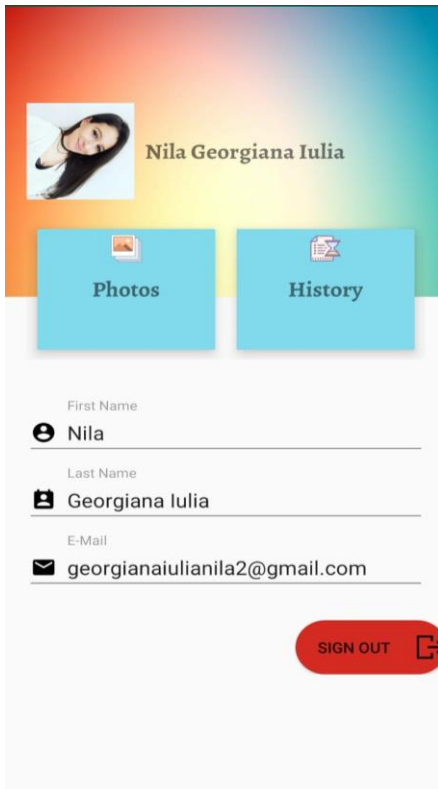 Nila Georgiana Iulia
Photos
History
First Name
Nila
Last Name
Georgiana Iulia
E-Mail
georgianaiulianila2@gmail.com
SIGN OUT